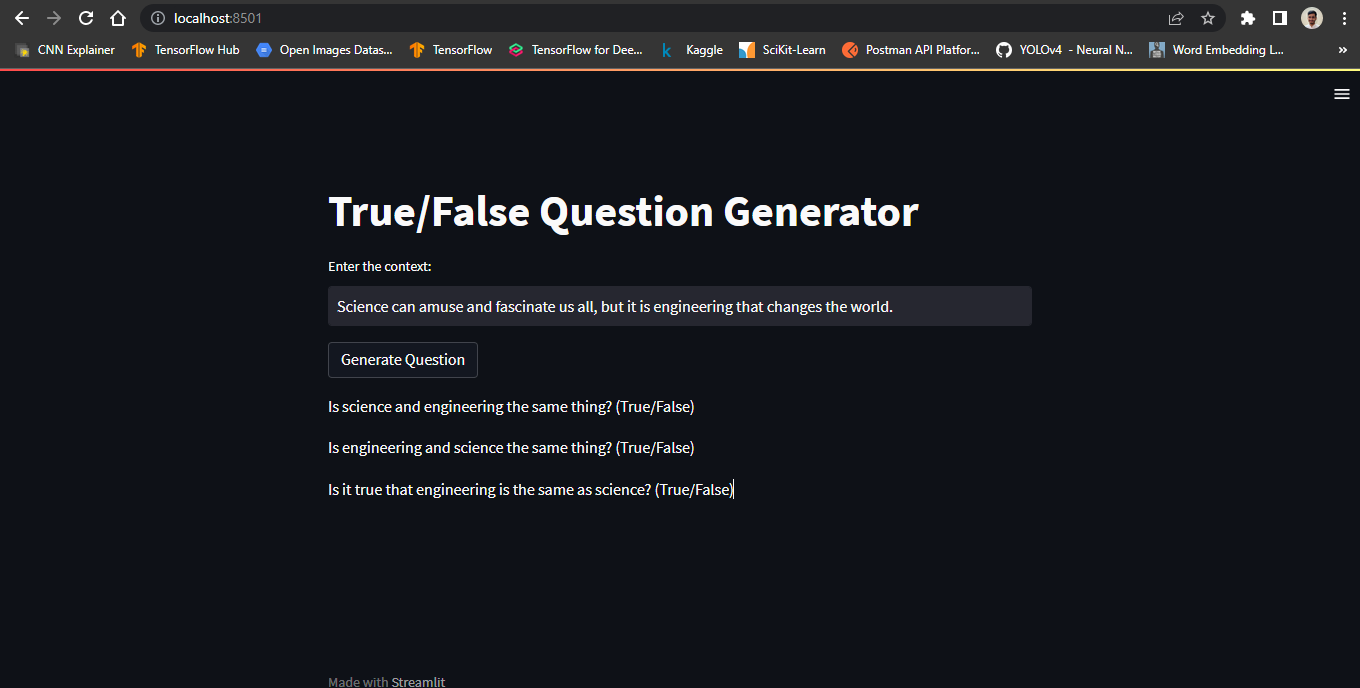 localhost:8501
CNN Explainer TensorFlow Hub Open Images Datas... TensorFlow TensorFlow for Dee... Kaggle SciKit-Learn Postman API Platfor... YOLOv4 - Neural N... Word Embedding L... »
True/False Question Generator
Enter the context:
Science can amuse and fascinate us all, but it is engineering that changes the world.
Generate Question
Is science and engineering the same thing? (True/False)
Is engineering and science the same thing? (True/False)
Is it true that engineering is the same as science? (True/False)
Made with Streamlit